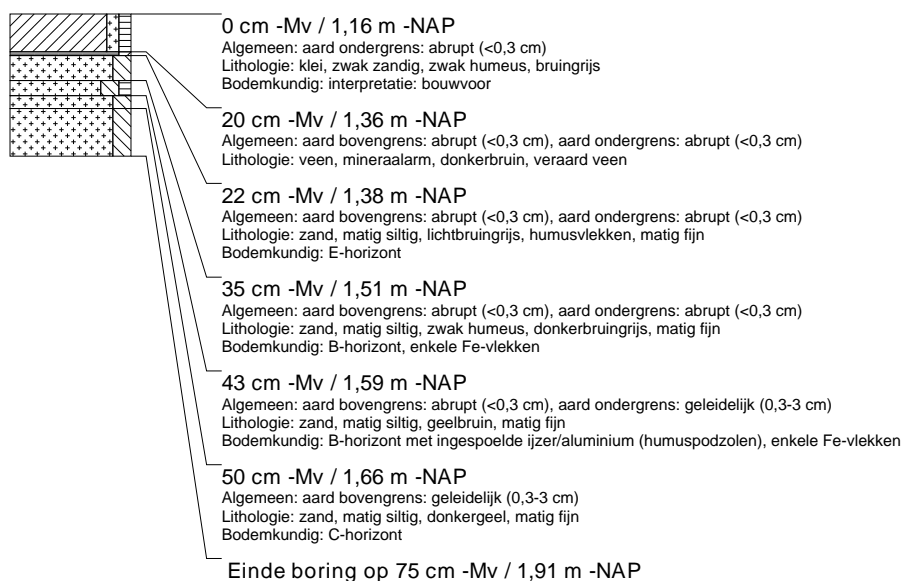 0 cm -Mv / 1,16 m -NAP
Algemeen: aard ondergrens: abrupt (<0,3 cm)
Lithologie: klei, zwak zandig, zwak humeus, bruingrijs
Bodemkundig: interpretatie: bouwvoor
20 cm -Mv / 1,36 m -NAP
Algemeen: aard bovengrens: abrupt (<0,3 cm), aard ondergrens: abrupt (<0,3 cm)
Lithologie: veen, mineraalarm, donkerbruin, veraard veen
22 cm -Mv / 1,38 m -NAP
Algemeen: aard bovengrens: abrupt (<0,3 cm), aard ondergrens: abrupt (<0,3 cm)
Lithologie: zand, matig siltig, lichtbruingrijs, humusvlekken, matig fijn
Bodemkundig: E-horizont
35 cm -Mv / 1,51 m -NAP
Algemeen: aard bovengrens: abrupt (<0,3 cm), aard ondergrens: abrupt (<0,3 cm)
Lithologie: zand, matig siltig, zwak humeus, donkerbruingrijs, matig fijn
Bodemkundig: B-horizont, enkele Fe-vlekken
43 cm -Mv / 1,59 m -NAP
Algemeen: aard bovengrens: abrupt (<0,3 cm), aard ondergrens: geleidelijk (0,3-3 cm)
Lithologie: zand, matig siltig, geelbruin, matig fijn
Bodemkundig: B-horizont met ingespoelde ijzer/aluminium (humuspodzolen), enkele Fe-vlekken
50 cm -Mv / 1,66 m -NAP
Algemeen: aard bovengrens: geleidelijk (0,3-3 cm)
Lithologie: zand, matig siltig, donkergeel, matig fijn
Bodemkundig: C-horizont
Einde boring op 75 cm -Mv / 1,91 m -NAP